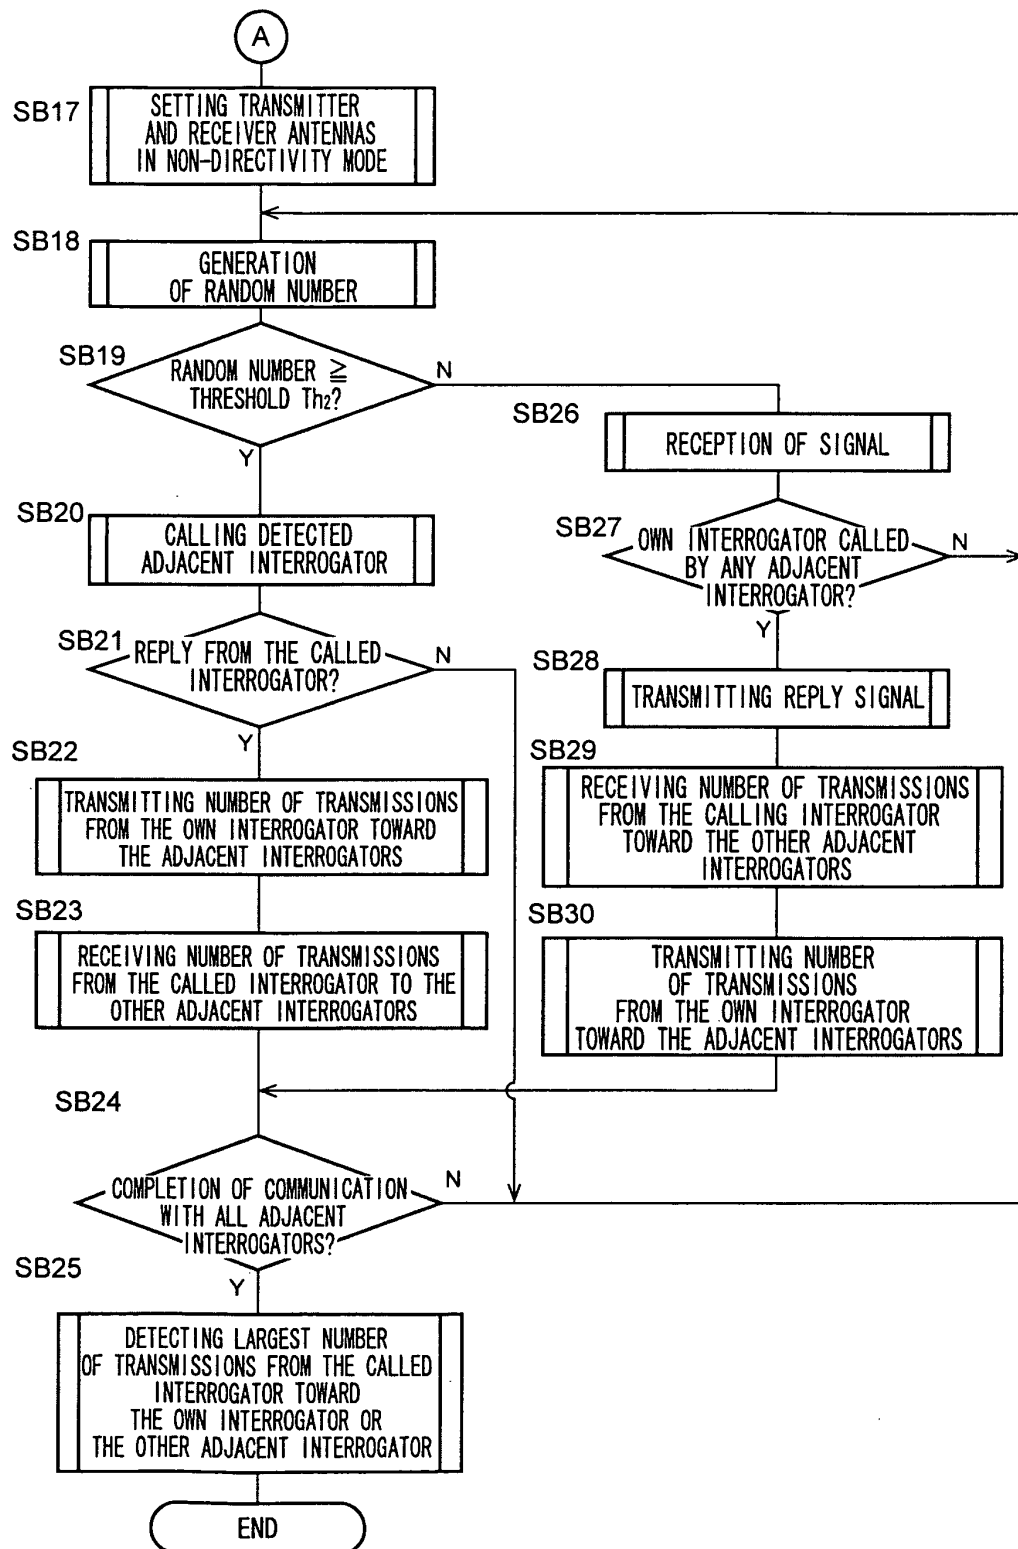 A
SB17
SETTING TRANSMITTER
AND RECEIVER ANTENNAS
IN NON-DIRECTIVITY MODE
SB18
GENERATION
OF RANDOM NUMBER
SB19
RANDOM NUMBER ≧
THRESHOLD Th2?
N
Y
SB20
CALLING DETECTED
ADJACENT INTERROGATOR
SB21
REPLY FROM THE CALLED
INTERROGATOR?
N
Y
SB22
TRANSMITTING NUMBER OF TRANSMISSIONS
FROM THE OWN INTERROGATOR TOWARD
THE ADJACENT INTERROGATORS
SB23
RECEIVING NUMBER OF TRANSMISSIONS
FROM THE CALLED INTERROGATOR TO THE
OTHER ADJACENT INTERROGATORS
SB26
RECEPTION OF SIGNAL
SB27
OWN INTERROGATOR CALLED
BY ANY ADJACENT
INTERROGATOR?
N
Y
SB28
TRANSMITTING REPLY SIGNAL
SB29
RECEIVING NUMBER OF TRANSMISSIONS
FROM THE CALLING INTERROGATOR
TOWARD THE OTHER ADJACENT
INTERROGATORS
SB30
TRANSMITTING NUMBER
OF TRANSMISSIONS
FROM THE OWN INTERROGATOR
TOWARD THE ADJACENT INTERROGATORS
SB24
COMPLETION OF COMMUNICATION
WITH ALL ADJACENT
INTERROGATORS?
N
Y
SB25
DETECTING LARGEST NUMBER
OF TRANSMISSIONS FROM THE CALLED
INTERROGATOR TOWARD
THE OWN INTERROGATOR OR
THE OTHER ADJACENT INTERROGATOR
END